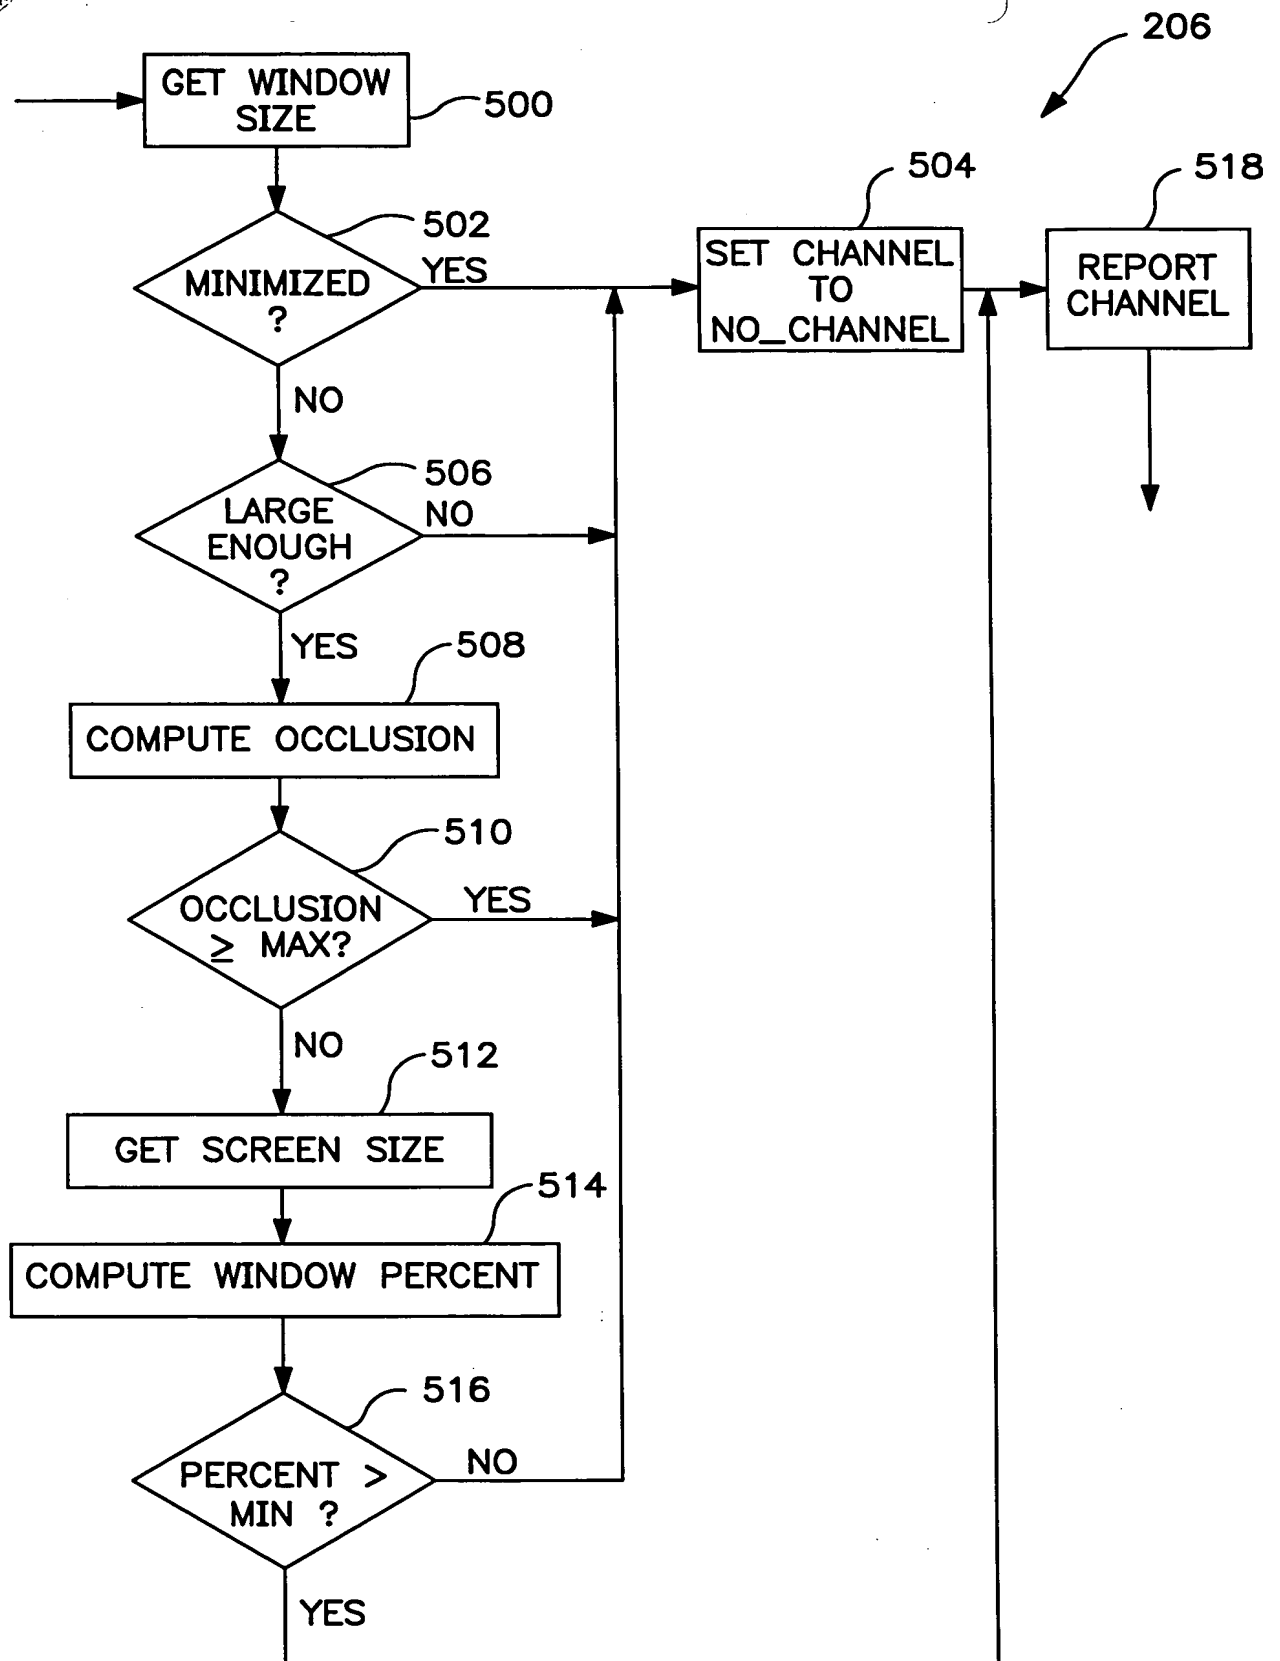 206
GET WINDOW
SIZE
500
504
518
502
MINIMIZED
?
YES
SET CHANNEL
TO
NO_CHANNEL
REPORT
CHANNEL
NO
506
LARGE
ENOUGH
?
NO
YES
508
COMPUTE OCCLUSION
510
OCCLUSION
≥ MAX?
YES
NO
512
GET SCREEN SIZE
514
COMPUTE WINDOW PERCENT
516
PERCENT >
MIN ?
NO
YES